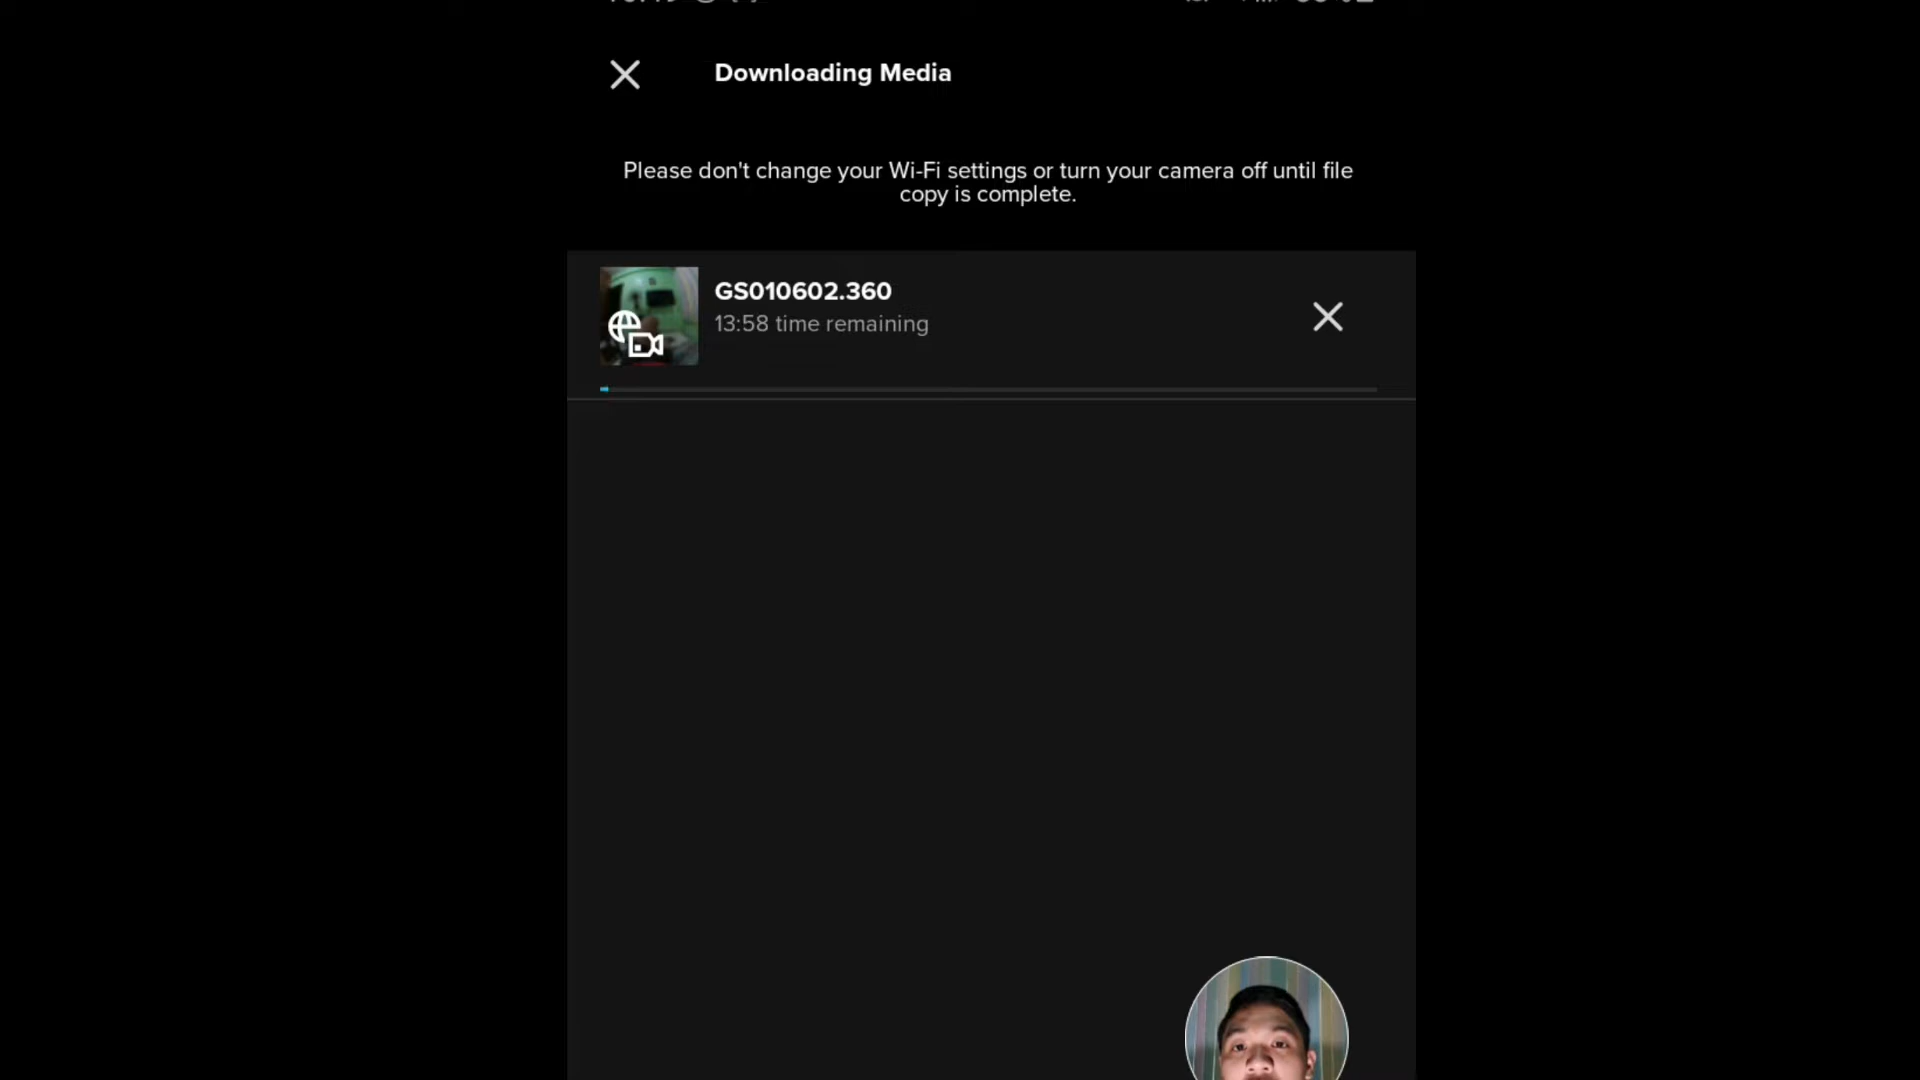 Downloading Media
Please don't change your Wi-Fi settings or turn your camera off until file
copy is complete.
GS010602.360
13:58 time remaining